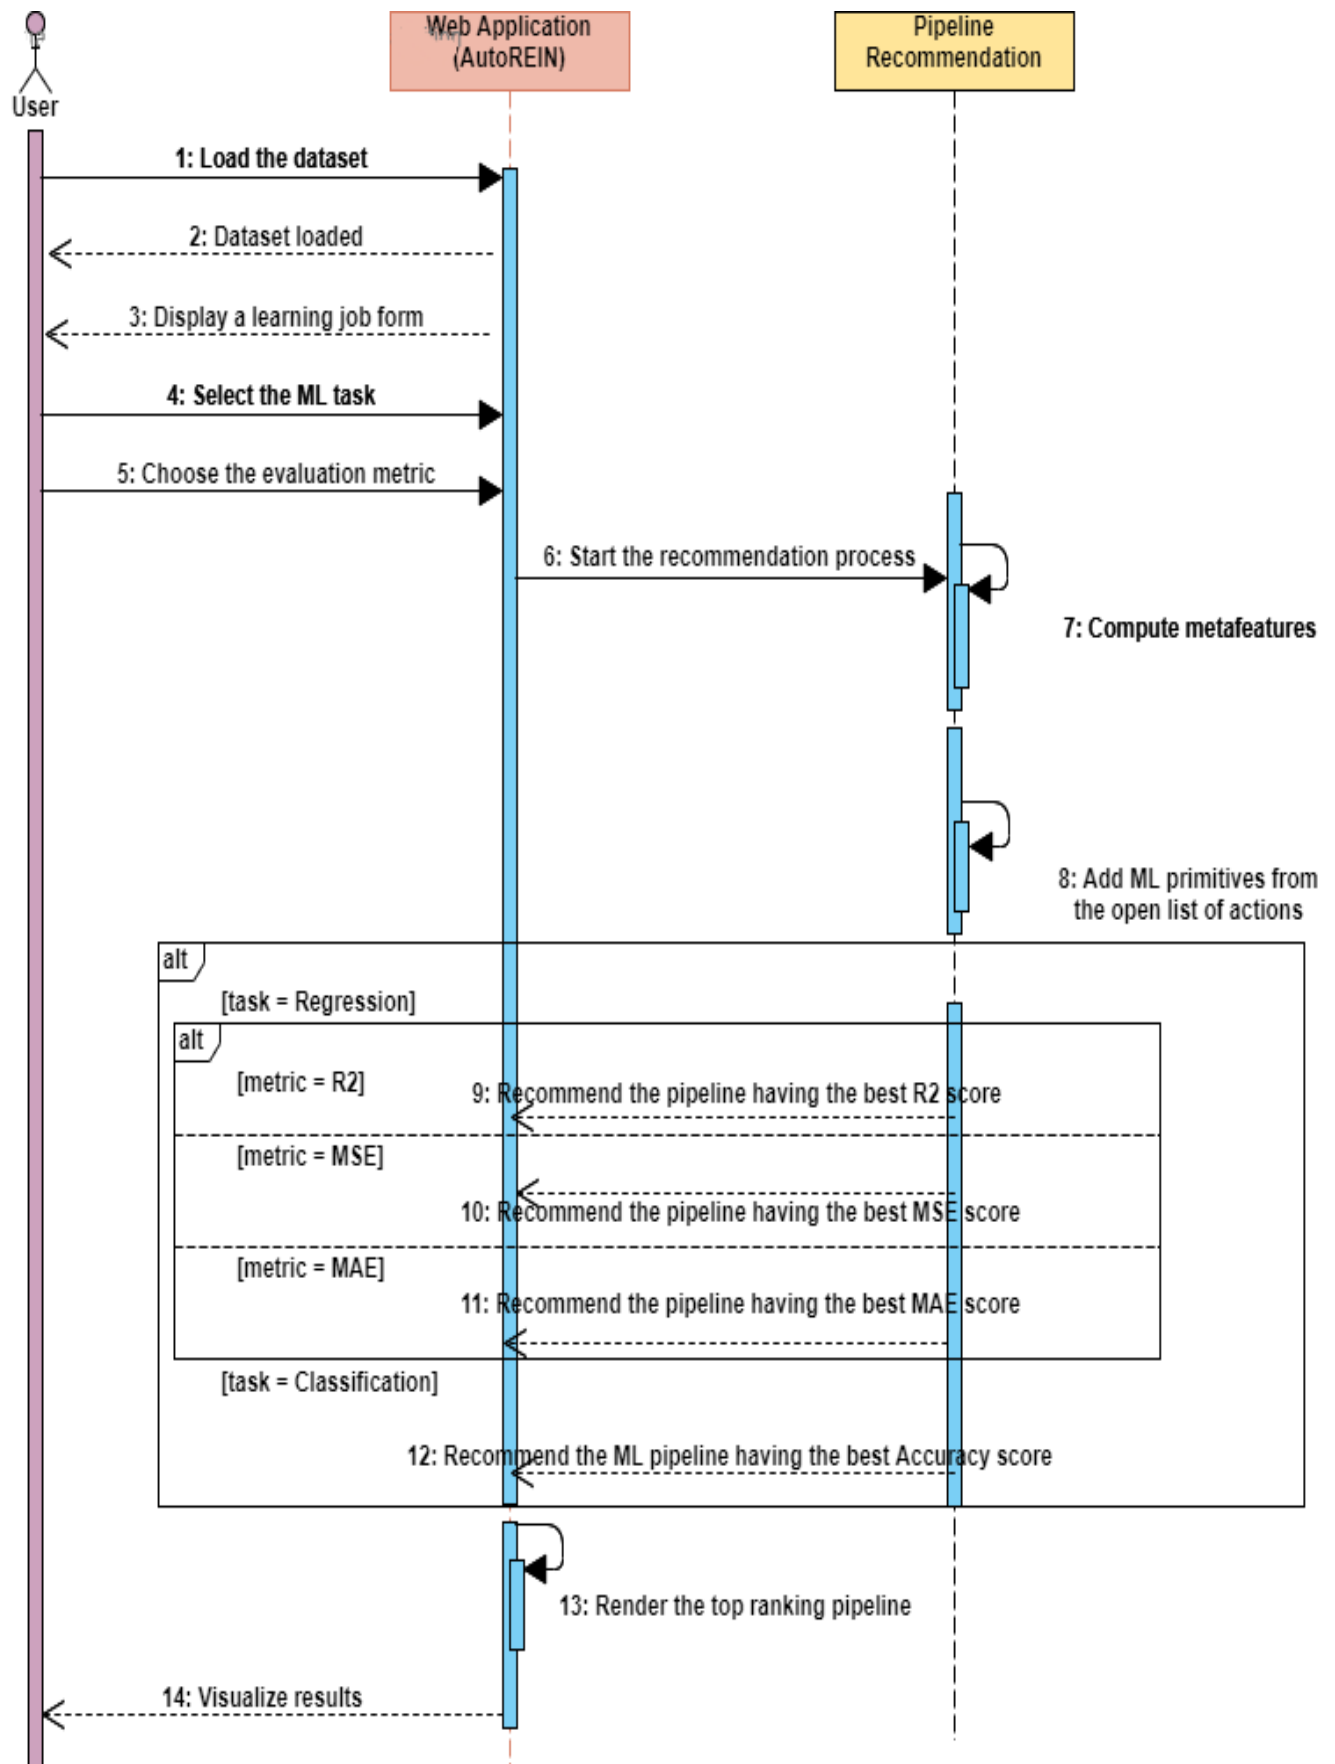 Web Application
(AutoREIN)
Pipeline
Recommendation
User
1: Load the dataset
2: Dataset loaded
3: Display a learning job form
4: Select the ML task
5: Choose the evaluation metric
6: Start the recommendation process
7: Compute metafeatures
8: Add ML primitives from
the open list of actions
alt
[task = Regression]
alt
[metric = R2]
9: Recommend the pipeline having the best R2 score
[metric = MSE]
10: Recommend the pipeline having the best MSE score
[metric = MAE]
11: Recommend the pipeline having the best MAE score
[task = Classification]
12: Recommend the ML pipeline having the best Accuracy score
13: Render the top ranking pipeline
14: Visualize results